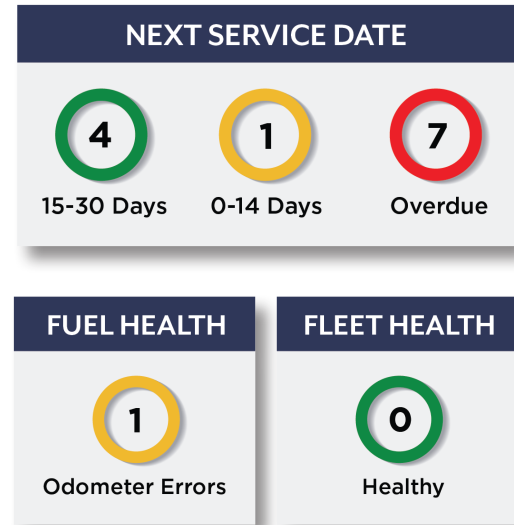 NEXT SERVICE DATE
4 1 7
15-30 Days 0-14 Days Overdue
FUEL HEALTH FLEET HEALTH
1 0
Odometer Errors Healthy